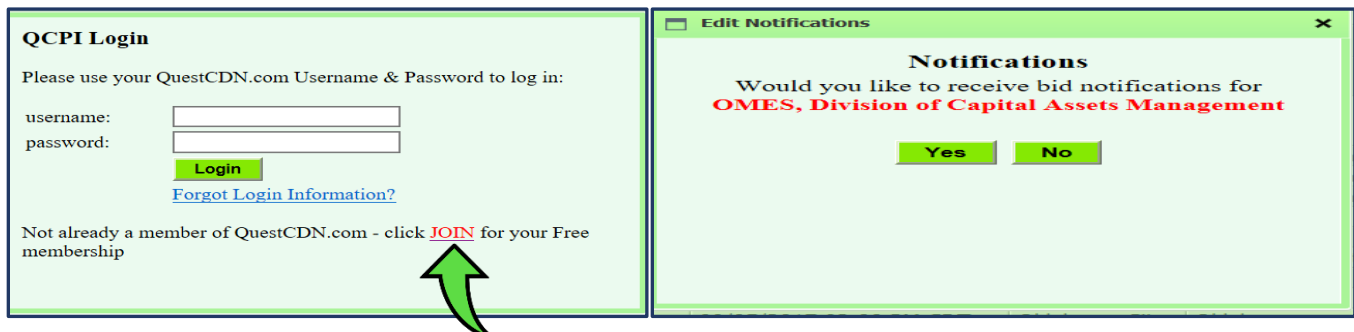 QCPI Login
Please use your QuestCDN.com Username & Password to log in:
username:
password:
Login
Forgot Login Information?
Not already a member of QuestCDN.com - click JOIN for your Free
membership
Edit Notifications
Notifications
Would you like to receive bid notifications for
OMES, Division of Capital Assets Management
Yes No